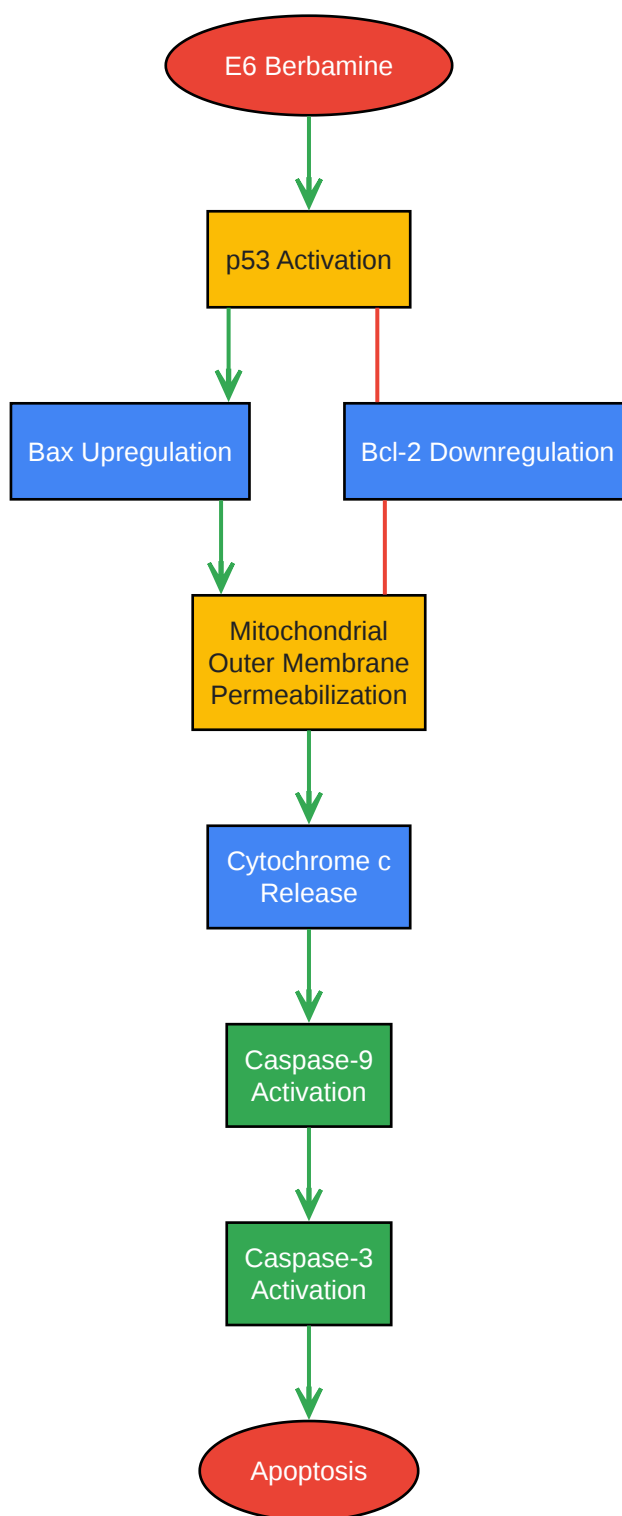 E6 Berbamine
p53 Activation
Bax Upregulation
Bcl-2 Downregulation
Mitochondrial
Outer Membrane
Permeabilization
Cytochrome c
Release
Caspase-9
Activation
Caspase-3
Activation
Apoptosis